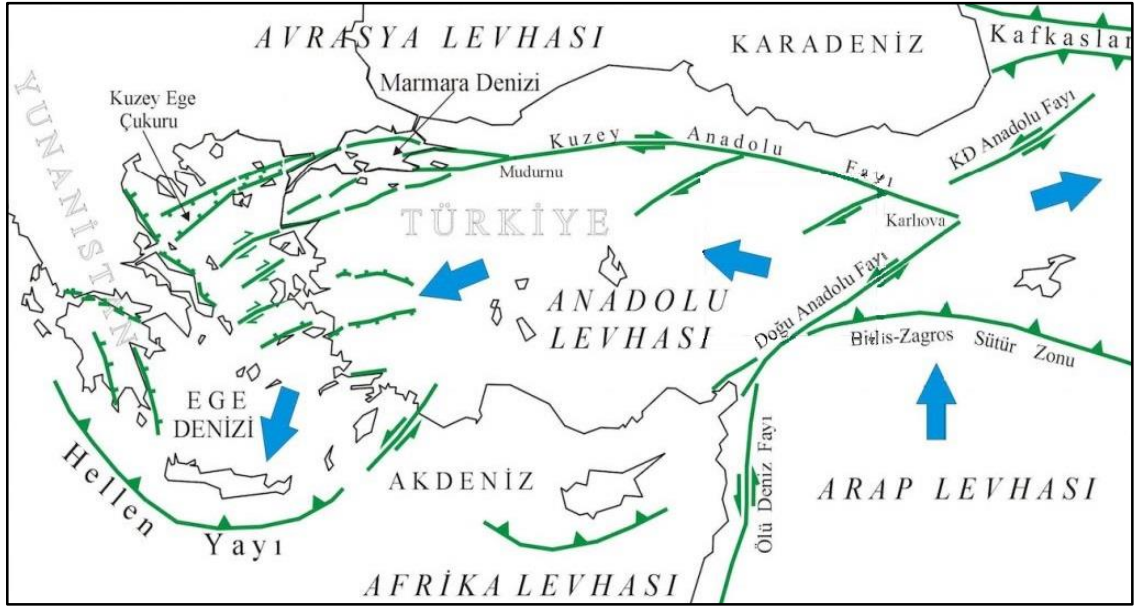 AVRASYA LEVHASI
KARADENİZ
Kafkaslar
Marmara Denizi
Kuzey Ege
Çukuru
YUNANİSTAN
Kuzey Anadolu Fayı
KD Anadolu Fayı
Mudurnu
TÜRKİYE
Karlıova
ANADOLU
LEVHASI
Doğu Anadolu Fayı
Bitlis-Zagros Sütür Zonu
EGE
DENİZİ
Hellen Yayı
AKDENİZ
Ölü Deniz Fayı
ARAP LEVHASI
AFRİKA LEVHASI